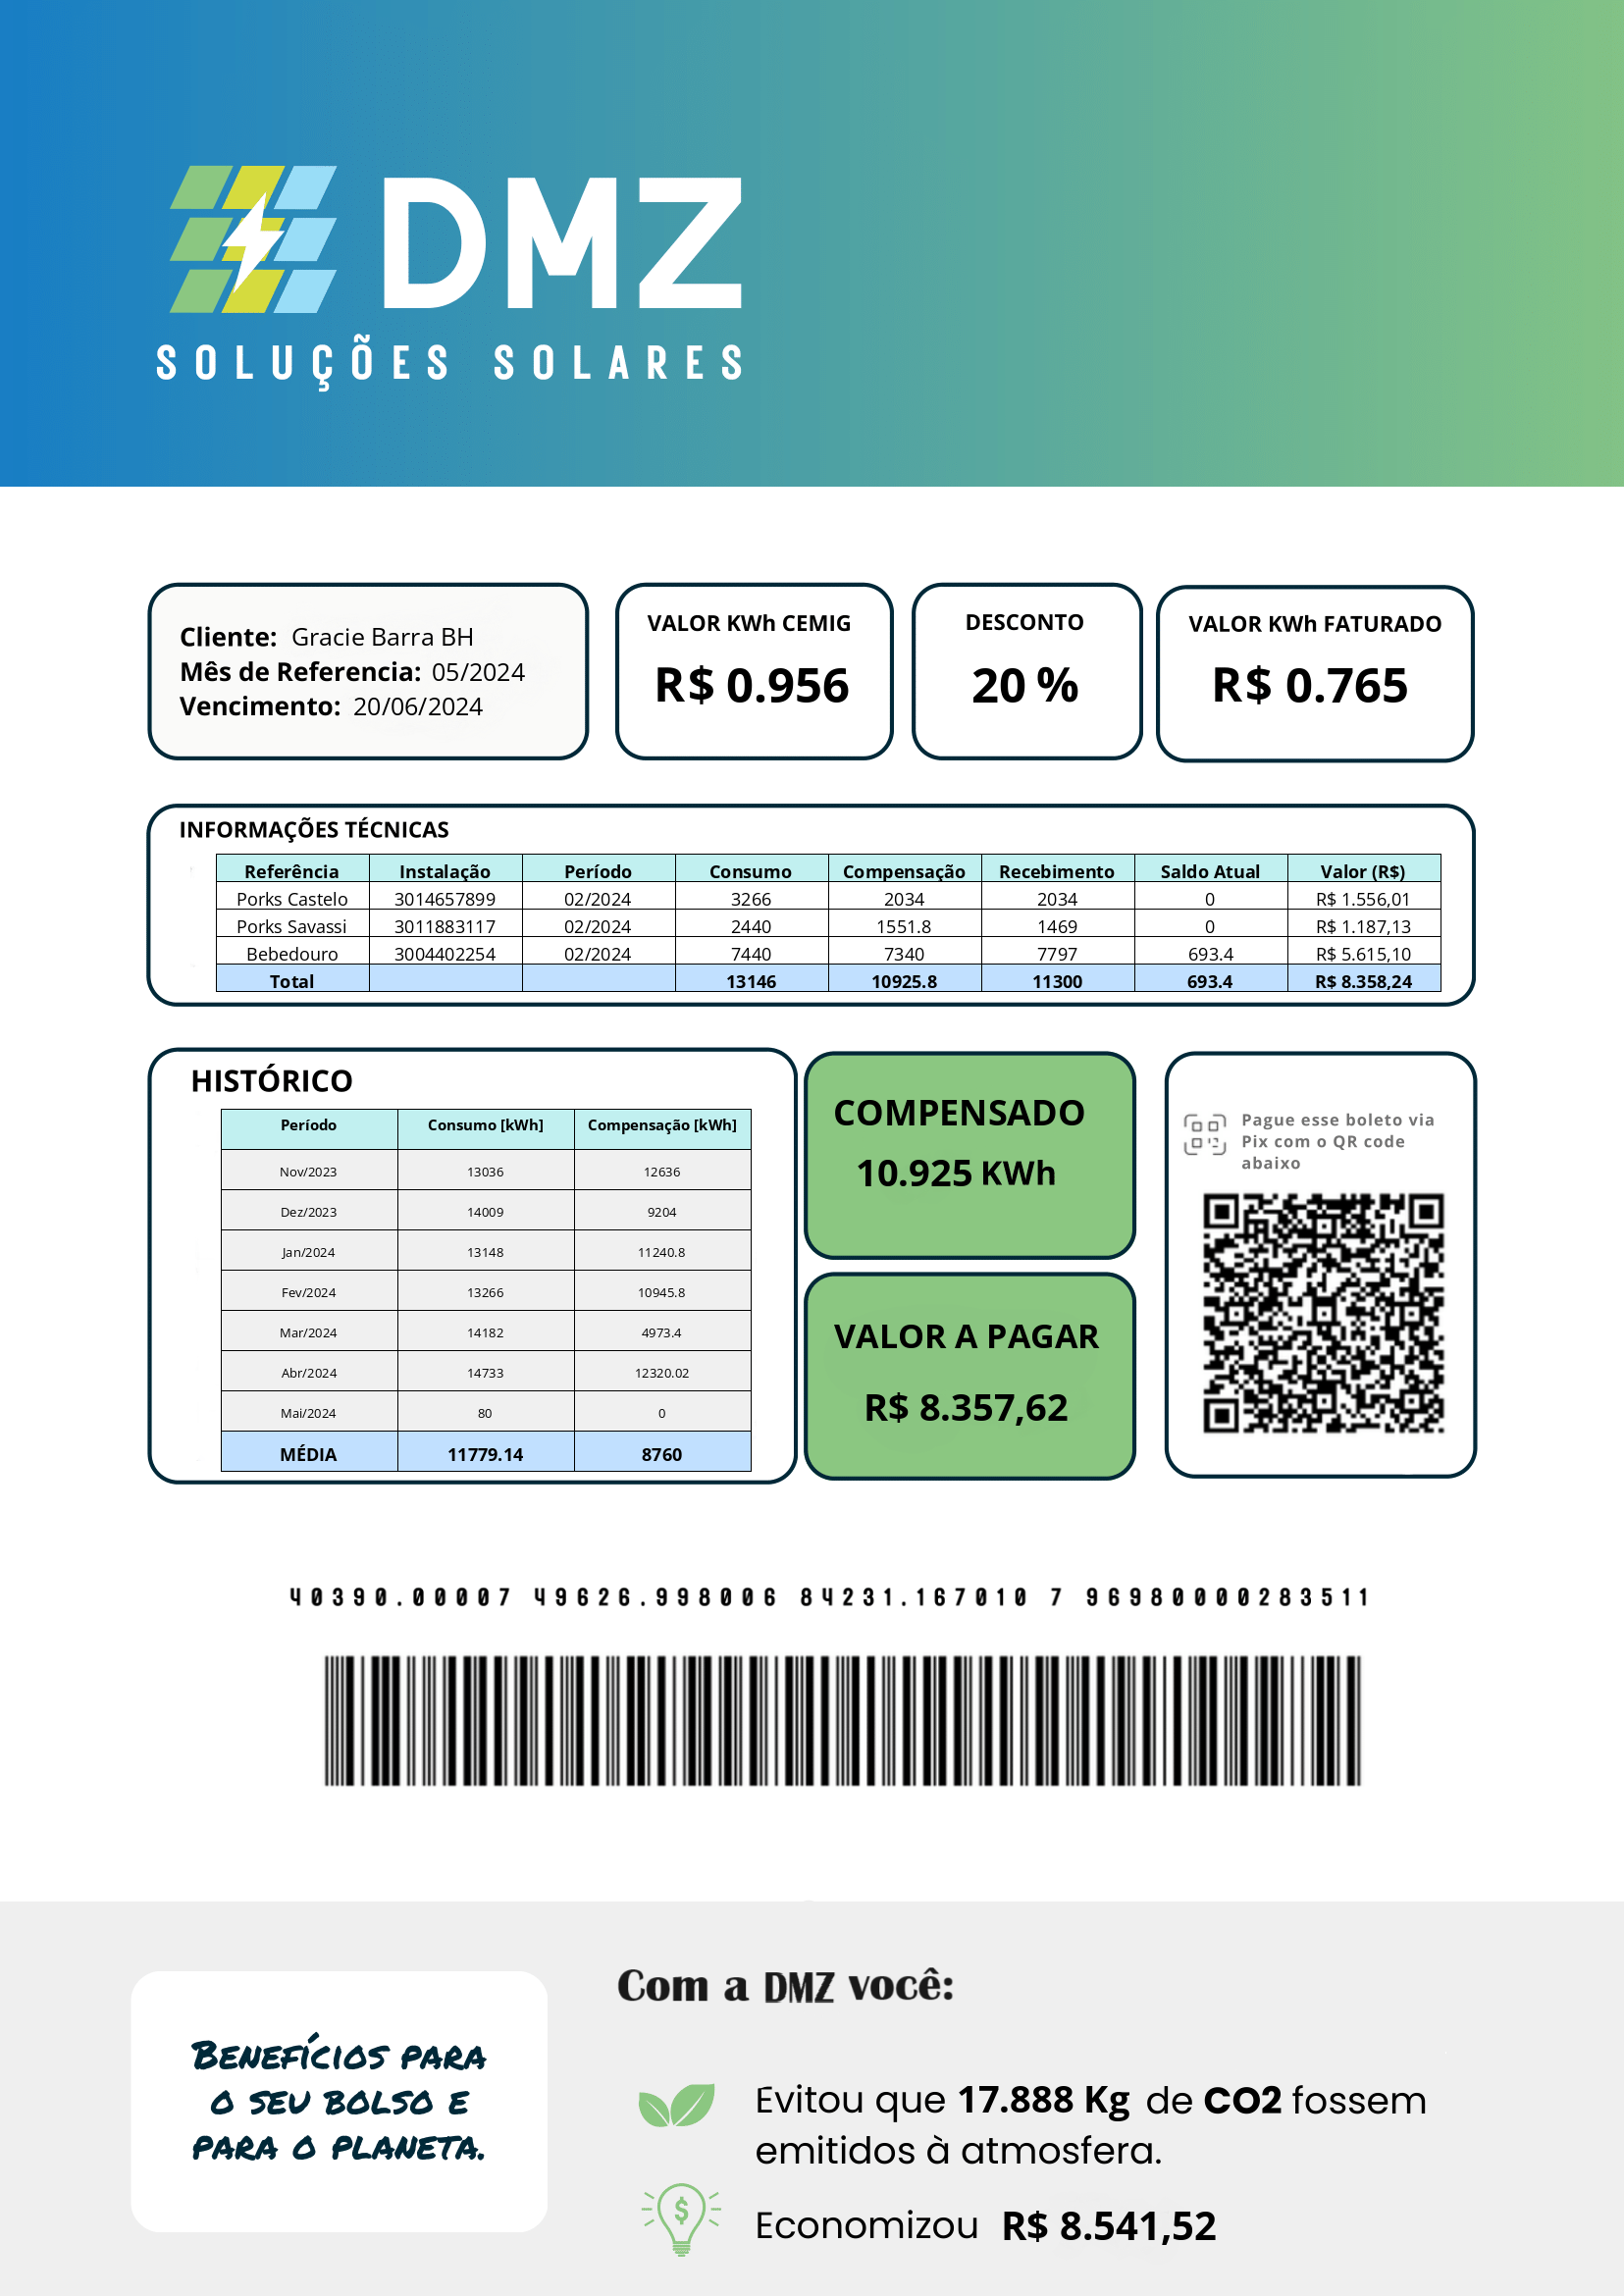 DMZ
SOLUÇÕES SOLARES
Cliente: Gracie Barra BH
Mês de Referencia: 05/2024
Vencimento: 20/06/2024
VALOR KWh CEMIG
R$ 0.956
DESCONTO
20 %
VALOR KWh FATURADO
R$ 0.765
INFORMAÇÕES TÉCNICAS
Referência Instalação Período Consumo Compensação Recebimento Saldo Atual Valor (R$)
Porks Castelo 3014657899 02/2024 3266 2034 2034 0 R$ 1.556,01
Porks Savassi 3011883117 02/2024 2440 1551.8 1469 0 R$ 1.187,13
Bebedouro 3004402254 02/2024 7440 7340 7797 693.4 R$ 5.615,10
Total 13146 10925.8 11300 693.4 R$ 8.358,24
HISTÓRICO
Período Consumo [kWh] Compensação [kWh]
Nov/2023 13036 12636
Dez/2023 14009 9204
Jan/2024 13148 11240.8
Fev/2024 13266 10945.8
Mar/2024 14182 4973.4
Abr/2024 14733 12320.02
Mai/2024 80 0
MÉDIA 11779.14 8760
COMPENSADO
10.925 KWh
VALOR A PAGAR
R$ 8.357,62
Pague esse boleto via
Pix com o QR code
abaixo
40390.00007 49626.998006 84231.167010 7 96980000283511
Benefícios para
o seu bolso e
para o planeta.
Com a DMZ você:
Evitou que 17.888 Kg de CO2 fossem
emitidos à atmosfera.
Economizou R$ 8.541,52